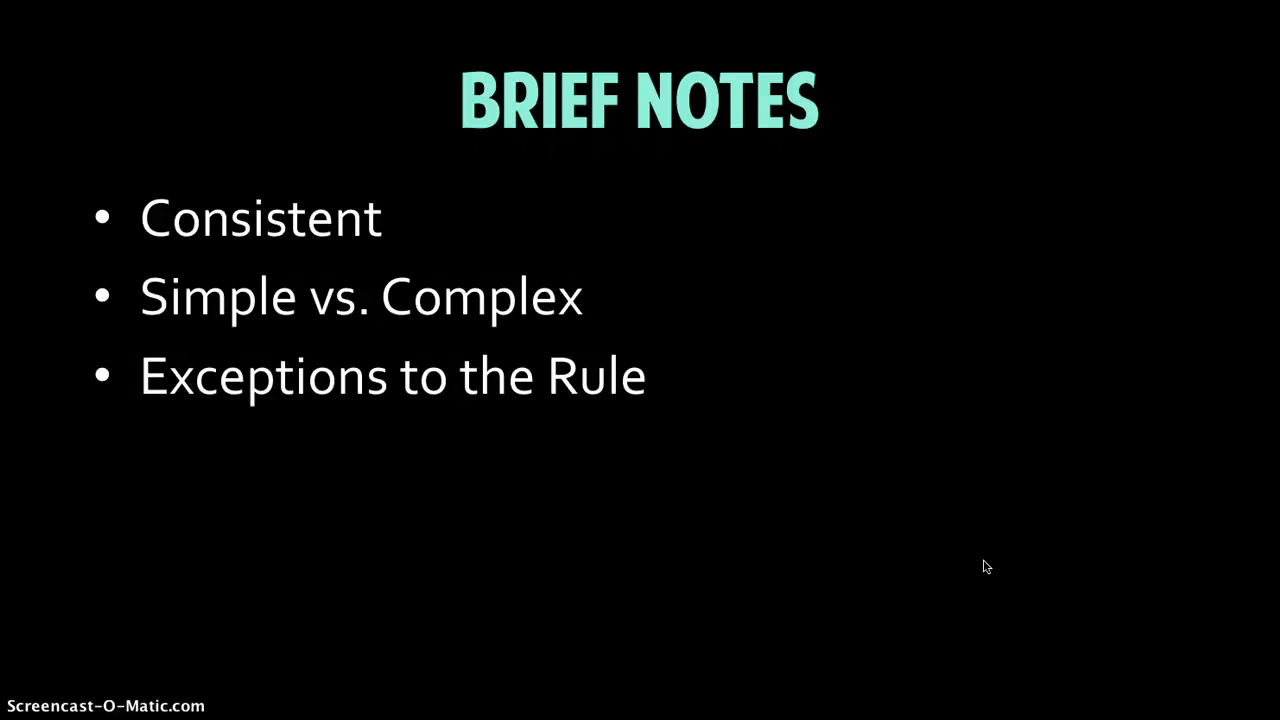 BRIEF NOTES
• Consistent
• Simple vs. Complex
• Exceptions to the Rule
Screencast-O-Matic.com